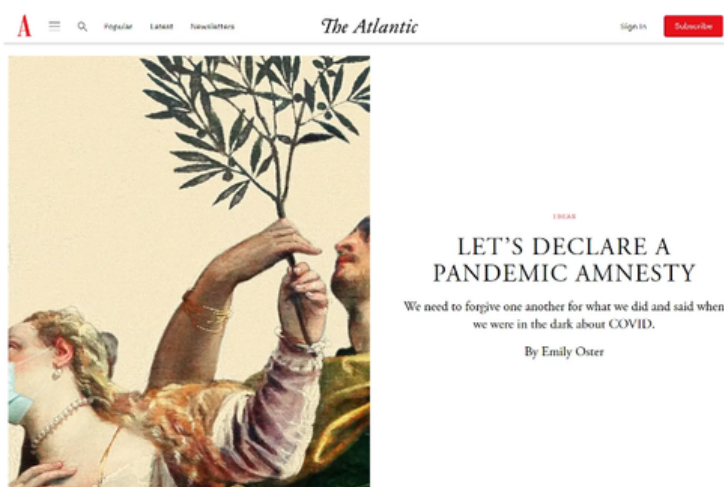 A Popular Latest Newsletters The Atlantic Sign In Subscribe
IDEAS
LET'S DECLARE A
PANDEMIC AMNESTY
We need to forgive one another for what we did and said when
we were in the dark about COVID.
By Emily Oster